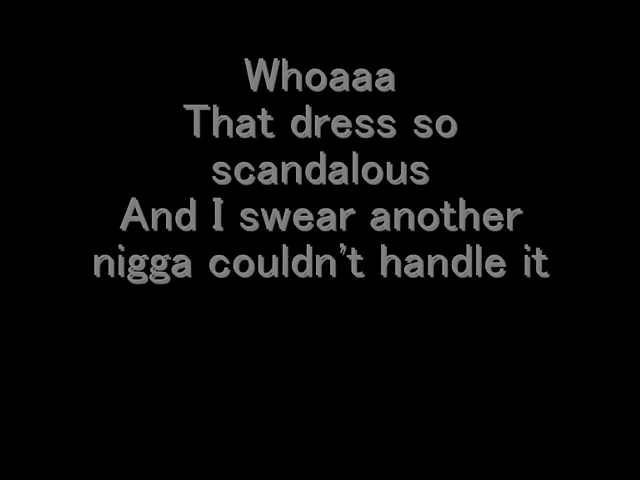 Whoaaa
That dress so
scandalous
And I swear another
nigga couldn't handle it